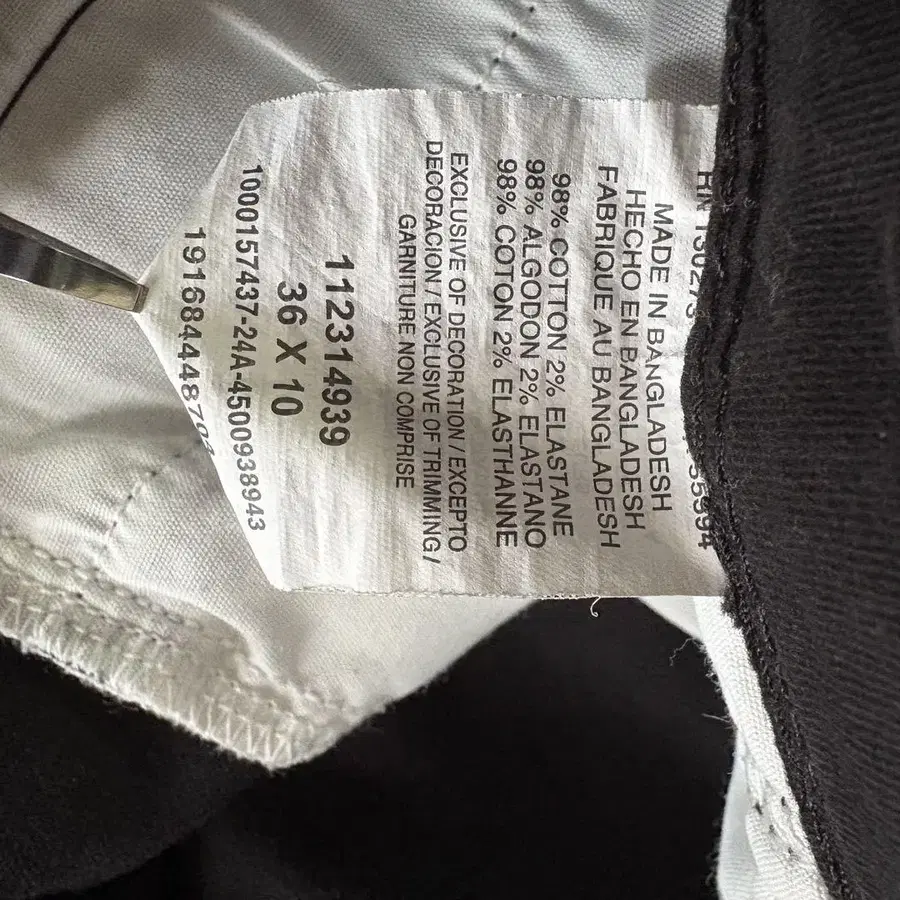 MADE IN BANGLADESH
HECHO EN BANGLADESH
FABRIQUE AU BANGLADESH
98% COTTON 2% ELASTANE
98% ALGODON 2% ELASTANO
98% COTON 2% ELASTHANNE
EXCLUSIVE OF DECORATION / EXCEPTO
DECORACION / EXCLUSIVE OF TRIMMING /
GARNITURE NON COMPRISE
112314939
36 X 10
1000157437-24A-4500938943